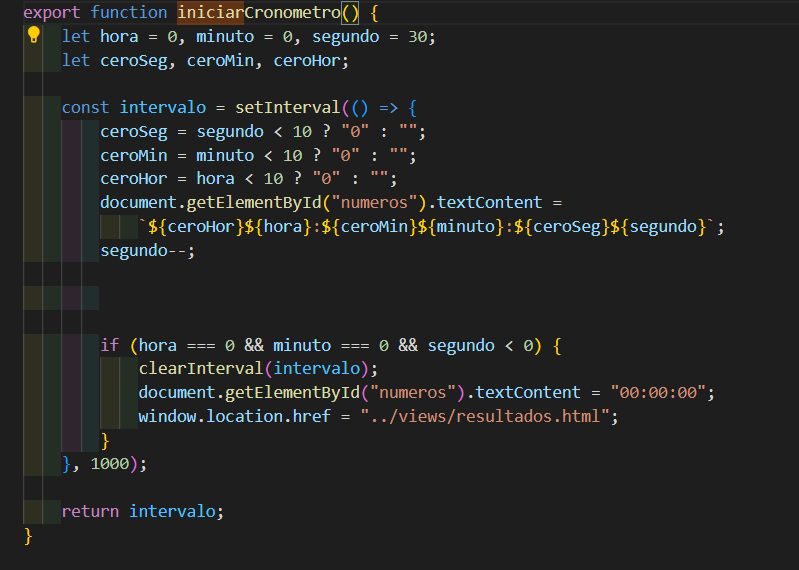 export function iniciarCronometro() {
let hora = 0, minuto = 0, segundo = 30;
let ceroSeg, ceroMin, ceroHor;
const intervalo = setInterval(() => {
ceroSeg = segundo < 10 ? "0" : "";
ceroMin = minuto < 10 ? "0" : "";
ceroHor = hora < 10 ? "0" : "";
document.getElementById("numeros").textContent =
`${ceroHor}${hora}:${ceroMin}${minuto}:${ceroSeg}${segundo}`;
segundo--;
if (hora === 0 && minuto === 0 && segundo < 0) {
clearInterval(intervalo);
document.getElementById("numeros").textContent = "00:00:00";
window.location.href = "../views/resultados.html";
}
}, 1000);
return intervalo;
}